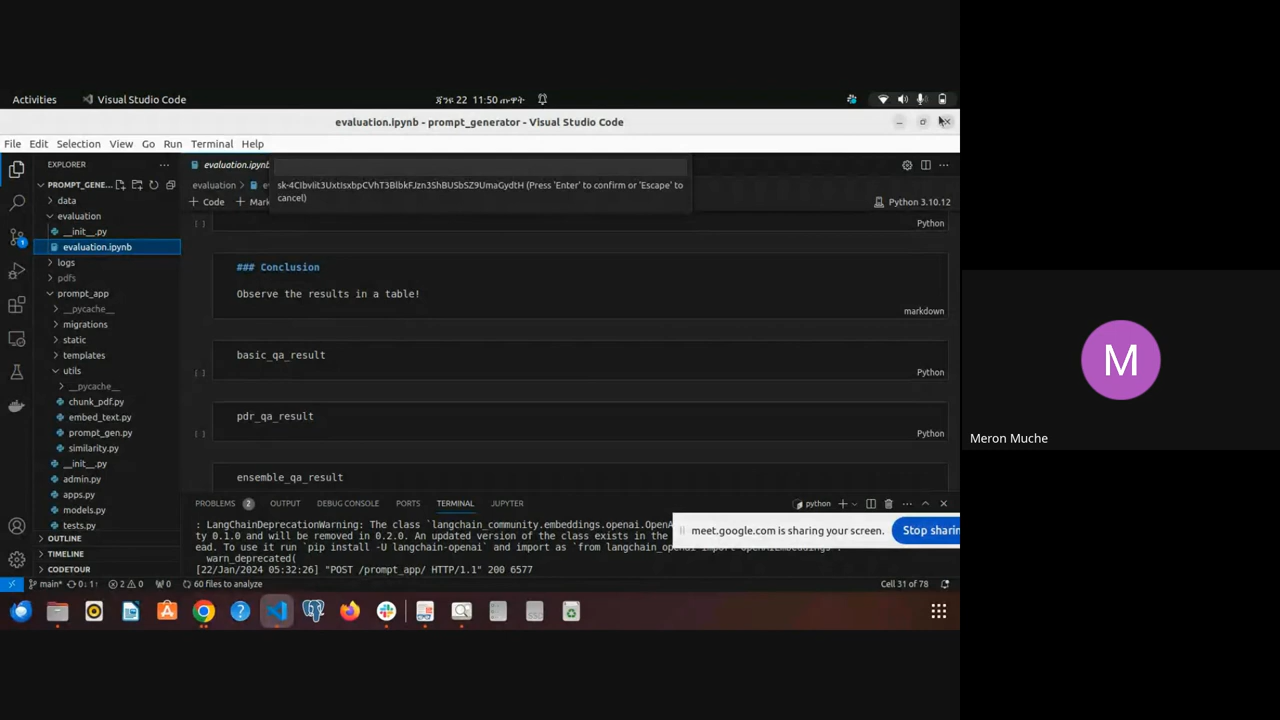 Activities
Visual Studio Code
ጃንዩ 22 11:50 ጡዋት
evaluation.ipynb - prompt_generator - Visual Studio Code
File Edit Selection View Go Run Terminal Help
EXPLORER
PROMPT_GENE...
data
evaluation
__init__.py
evaluation.ipynb
logs
pdfs
prompt_app
__pycache__
migrations
static
templates
utils
__pycache__
chunk_pdf.py
embed_text.py
prompt_gen.py
similarity.py
__init__.py
admin.py
apps.py
models.py
tests.py
OUTLINE
TIMELINE
CODETOUR
evaluation.ipynb
evaluation
(Press 'Enter' to confirm or 'Escape' to
cancel)
+ Code + Mark
Python 3.10.12
[ ]
Python
### Conclusion
Observe the results in a table!
markdown
basic_qa_result
[ ]
Python
pdr_qa_result
[ ]
Python
ensemble_qa_result
PROBLEMS 2 OUTPUT DEBUG CONSOLE PORTS TERMINAL JUPYTER
python
: LangChainDeprecationWarning: The class `langchain_community.embeddings.openai.OpenA
ty 0.1.0 and will be removed in 0.2.0. An updated version of the class exists in the
ead. To use it run `pip install -U langchain-openai` and import as `from langchain_openai import OpenAIEmbeddings`.
warn_deprecated(
[22/Jan/2024 05:32:26] "POST /prompt_app/ HTTP/1.1" 200 6577
meet.google.com is sharing your screen.
Stop sharin
main* 0↓ 1↑ 2 0 0 60 files to analyze
Cell 31 of 78
M
Meron Muche